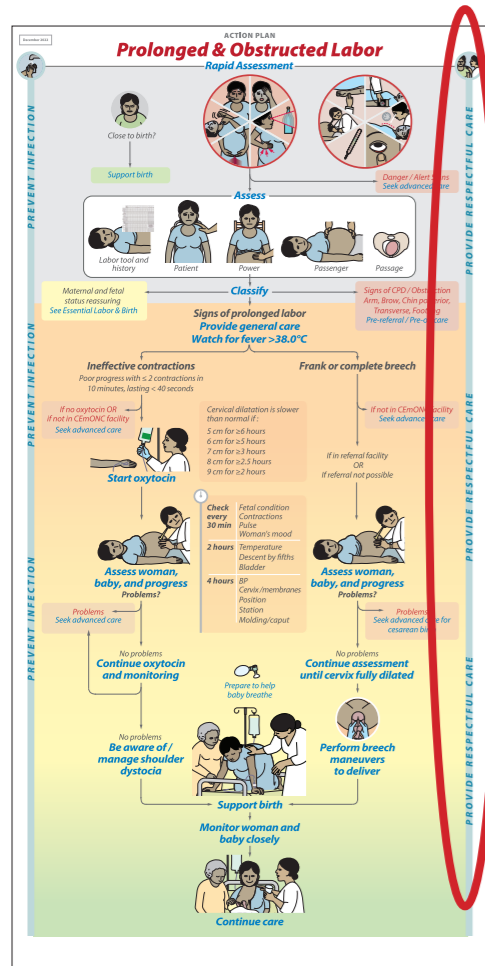 December 2022
ACTION PLAN
Prolonged & Obstructed Labor
Rapid Assessment
PREVENT INFECTION
PROVIDE RESPECTFUL CARE
Close to birth?
Support birth
Danger / Alert Signs
Seek advanced care
Assess
Labor tool and
history
Patient
Power
Passenger
Passage
Maternal and fetal
status reassuring
See Essential Labor & Birth
Classify
Signs of CPD / Obstruction
Arm, Brow, Chin posterior,
Transverse, Footling
Pre-referral / Pre-op care
Signs of prolonged labor
Provide general care
Watch for fever >38.0°C
PREVENT INFECTION
PROVIDE RESPECTFUL CARE
Ineffective contractions
Poor progress with ≤ 2 contractions in
10 minutes, lasting < 40 seconds
Frank or complete breech
If no oxytocin OR
if not in CEmONC facility
Seek advanced care
Cervical dilatation is slower
than normal if :
5 cm for ≥6 hours
6 cm for ≥5 hours
7 cm for ≥3 hours
8 cm for ≥2.5 hours
9 cm for ≥2 hours
If not in CEmONC facility
Seek advanced care
Start oxytocin
If in referral facility
OR
If referral not possible
Check
every
30 min
Fetal condition
Contractions
Pulse
Woman's mood
2 hours
Temperature
Descent by fifths
Bladder
4 hours
BP
Cervix/membranes
Position
Station
Molding/caput
Assess woman,
baby, and progress
Problems?
Assess woman,
baby, and progress
Problems?
PREVENT INFECTION
PROVIDE RESPECTFUL CARE
Problems
Seek advanced care
Problems
Seek advanced care for
cesarean birth
No problems
Continue oxytocin
and monitoring
No problems
Continue assessment
until cervix fully dilated
Prepare to help
baby breathe
No problems
Be aware of /
manage shoulder
dystocia
Perform breech
maneuvers
to deliver
Support birth
Monitor woman and
baby closely
Continue care